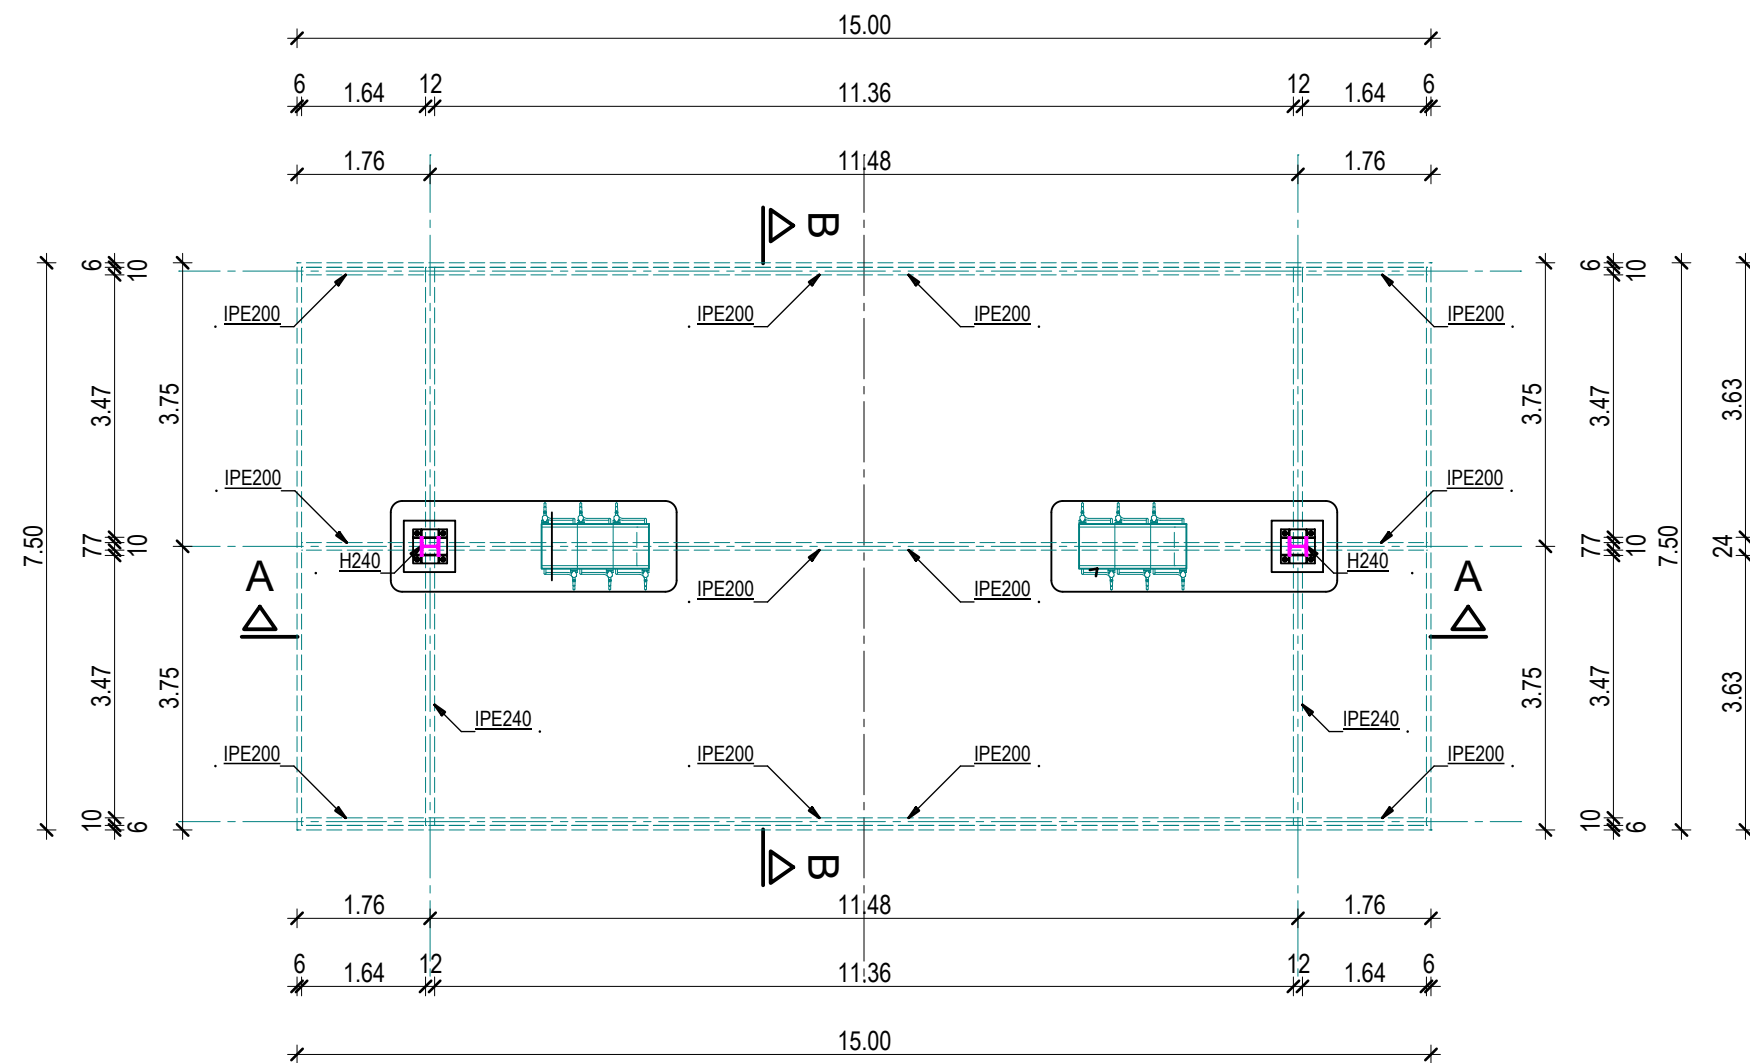 15.00
6 1.64 12 11.36 12 1.64 6
1.76 11.48 1.76
B
6 10 6 10
IPE200 IPE200 IPE200 IPE200
3.47 3.75 3.75 3.47 3.63
IPE200 IPE200
7.50 77 10 77 10 7.50 24
H240 H240
A A
IPE200 IPE200
3.47 3.75 3.75 3.47 3.63
IPE240 IPE240
IPE200 IPE200 IPE200 IPE200
10 6 10 6
B
1.76 11.48 1.76
6 1.64 12 11.36 12 1.64 6
15.00